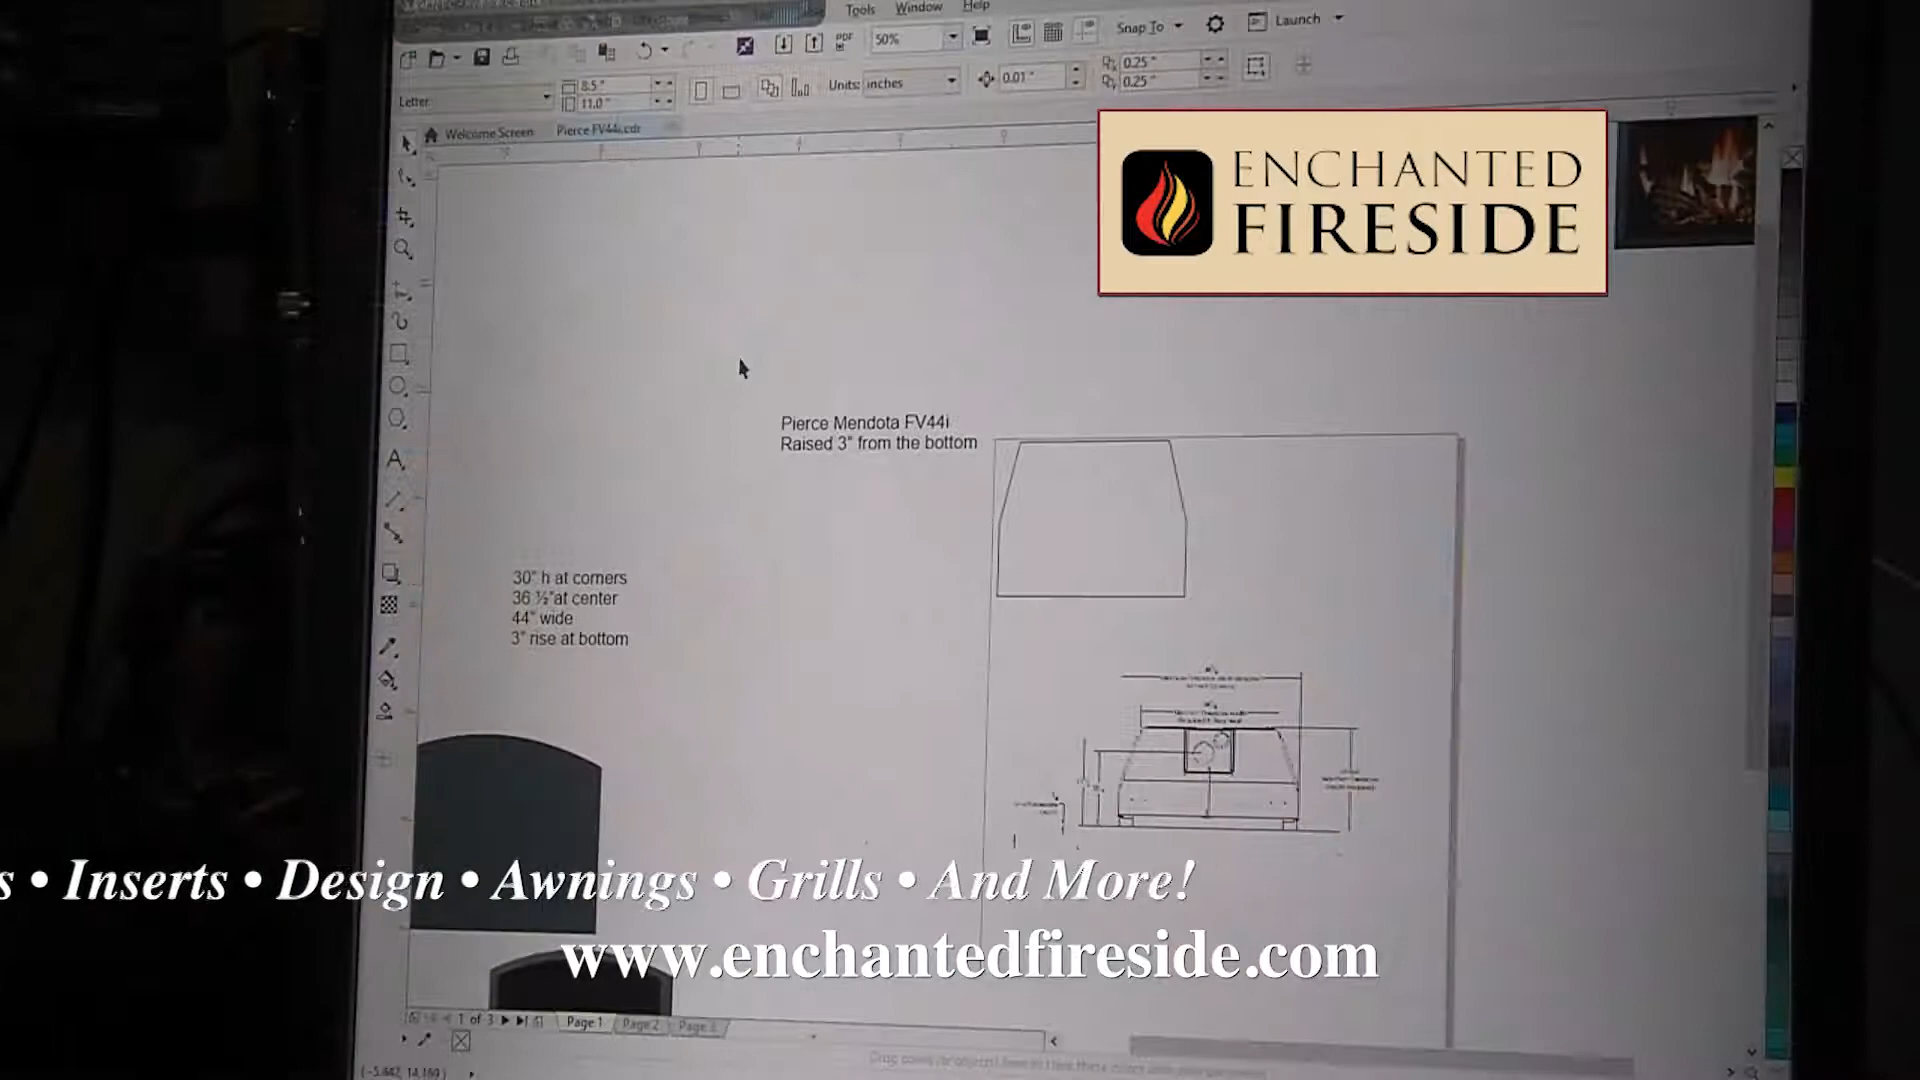 Tools Window Help
50%
PDF
Snap To
Launch
Letter
8.5 "
11.0 "
Units: inches
0.01 "
0.25 "
0.25 "
Welcome Screen
Pierce FV44i.cdr
ENCHANTED
FIRESIDE
Pierce Mendota FV44i
Raised 3" from the bottom
30" h at corners
36 ½"at center
44" wide
3" rise at bottom
s • Inserts • Design • Awnings • Grills • And More!
www.enchantedfireside.com
1 of 3
Page 1
Page 2